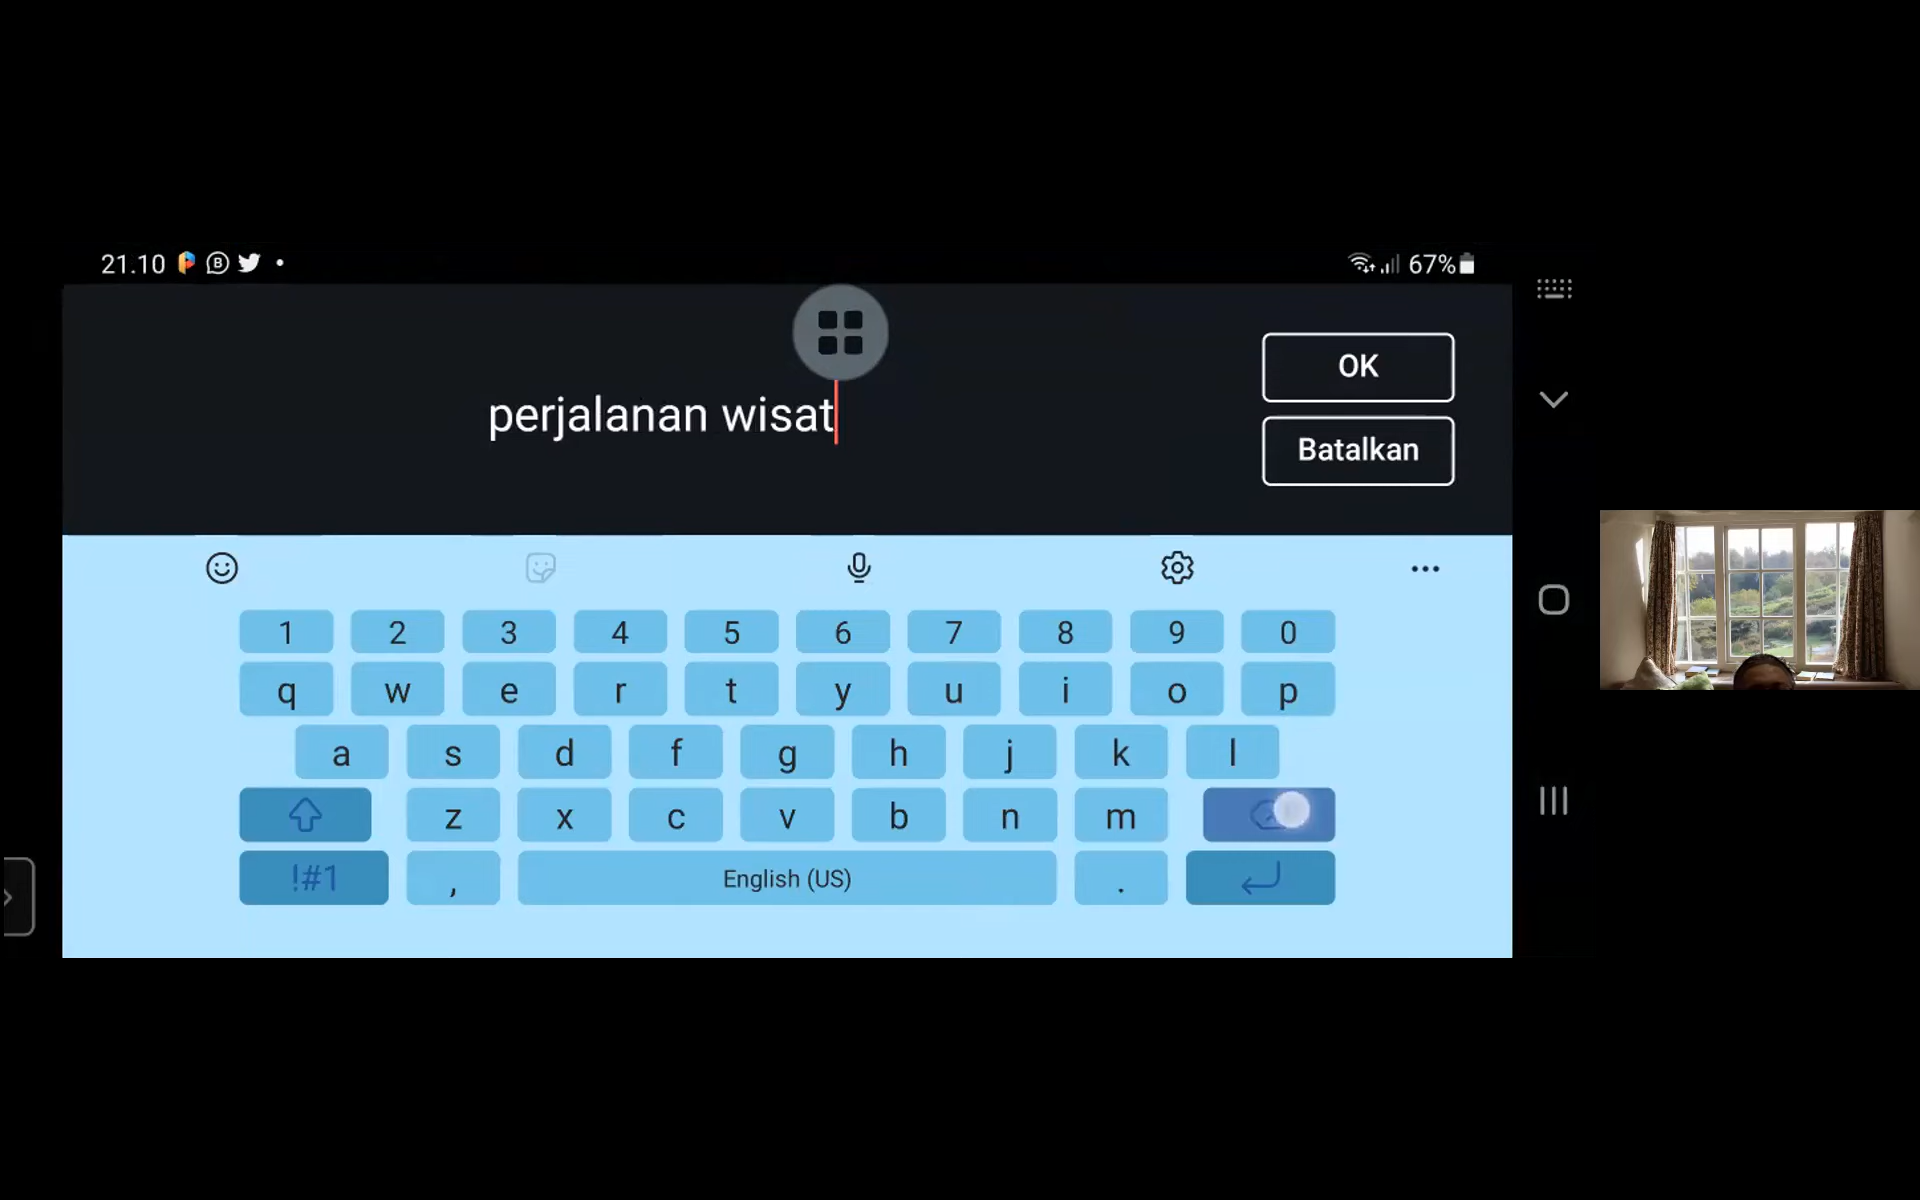 21.10
67%
perjalanan wisat
OK
Batalkan
1 2 3 4 5 6 7 8 9 0
q w e r t y u i o p
a s d f g h j k l
z x c v b n m
!#1 , English (US) .